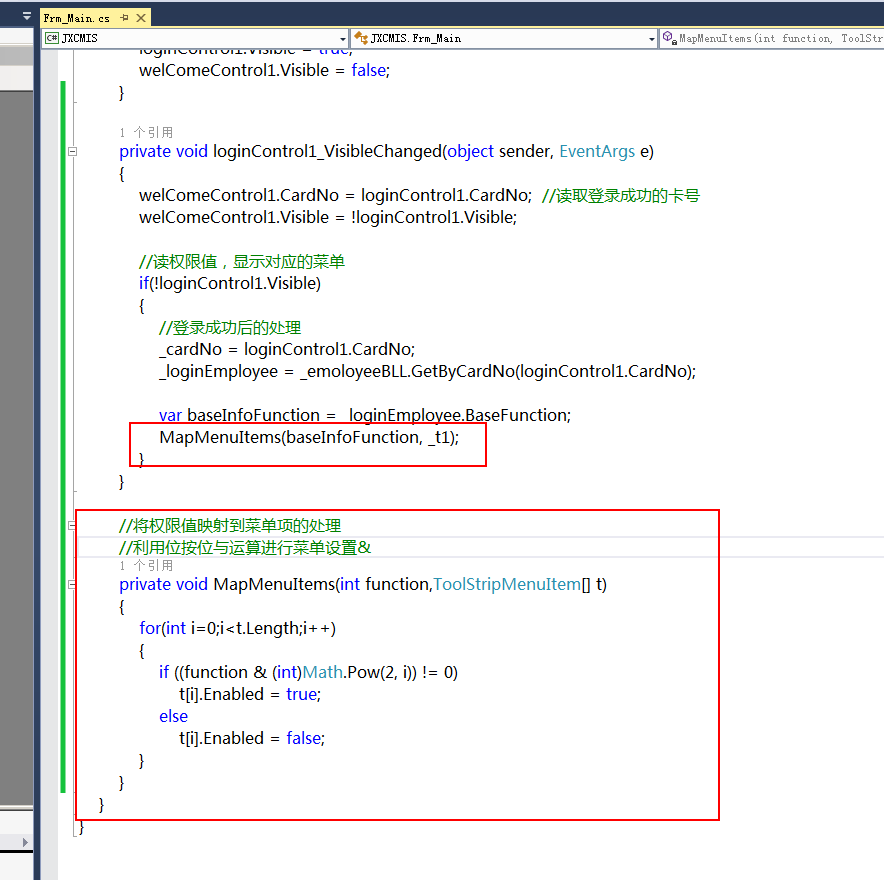 Frm_Main.cs
C# JXCMIS
JXCMIS.Frm_Main
MapMenuItems(int function, ToolStr
loginControl1.Visible = true;
welComeControl1.Visible = false;
}
1 个引用
private void loginControl1_VisibleChanged(object sender, EventArgs e)
{
welComeControl1.CardNo = loginControl1.CardNo; //读取登录成功的卡号
welComeControl1.Visible = !loginControl1.Visible;
//读权限值，显示对应的菜单
if(!loginControl1.Visible)
{
//登录成功后的处理
_cardNo = loginControl1.CardNo;
_loginEmployee = _emoloyeeBLL.GetByCardNo(loginControl1.CardNo);
var baseInfoFunction = _loginEmployee.BaseFunction;
MapMenuItems(baseInfoFunction, _t1);
}
}
//将权限值映射到菜单项的处理
//利用位按位与运算进行菜单设置&
1 个引用
private void MapMenuItems(int function,ToolStripMenuItem[] t)
{
for(int i=0;i<t.Length;i++)
{
if ((function & (int)Math.Pow(2, i)) != 0)
t[i].Enabled = true;
else
t[i].Enabled = false;
}
}
}
}